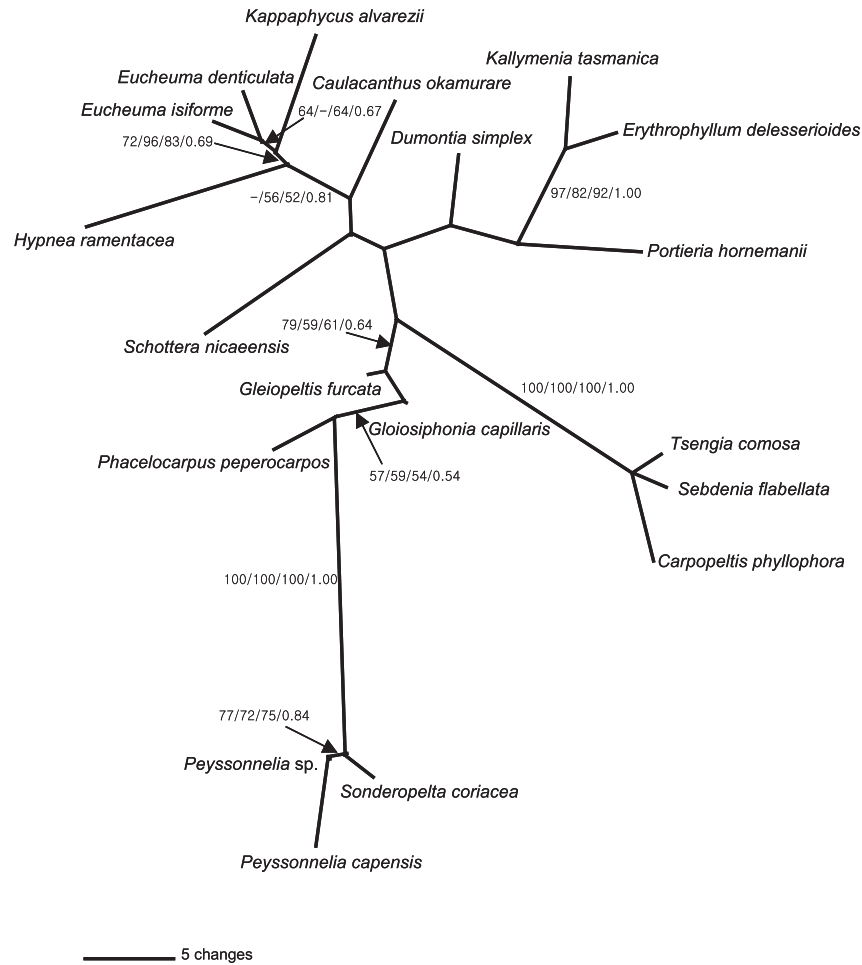 Kappaphycus alvarezii
Kallymenia tasmanica
Eucheuma denticulata
Caulacanthus okamurare
Eucheuma isiforme
64/−/64/0.67
Erythrophyllum delesserioides
72/96/83/0.69
Dumontia simplex
−/56/52/0.81
97/82/92/1.00
Hypnea ramentacea
Portieria hornemanii
79/59/61/0.64
Schottera nicaeensis
Gleiopeltis furcata
100/100/100/1.00
Gloiosiphonia capillaris
Tsengia comosa
Phacelocarpus peperocarpos
57/59/54/0.54
Sebdenia flabellata
Carpopeltis phyllophora
100/100/100/1.00
77/72/75/0.84
Peyssonnelia sp.
Sonderopelta coriacea
Peyssonnelia capensis
5 changes